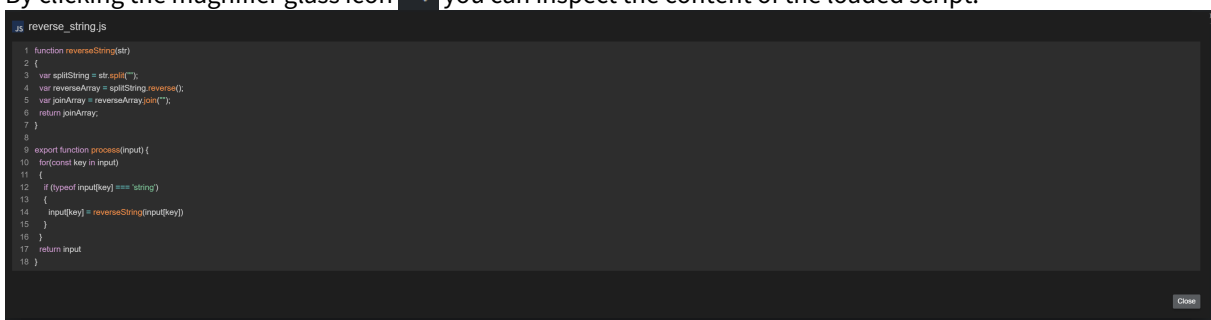 By clicking the magnifier glass icon you can inspect the content of the loaded script.
JS reverse_string.js
1 function reverseString(str)
2 {
3 var splitString = str.split("");
4 var reverseArray = splitString.reverse();
5 var joinArray = reverseArray.join("");
6 return joinArray;
7 }
8
9 export function process(input) {
10 for(const key in input)
11 {
12 if (typeof input[key] === 'string')
13 {
14 input[key] = reverseString(input[key])
15 }
16 }
17 return input
18 }
Close